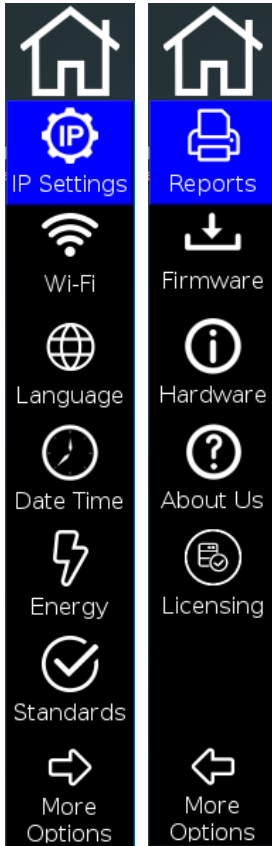 IP
IP Settings
Wi-Fi
Language
Date Time
Energy
Standards
More
Options
Reports
Firmware
Hardware
About Us
Licensing
More
Options